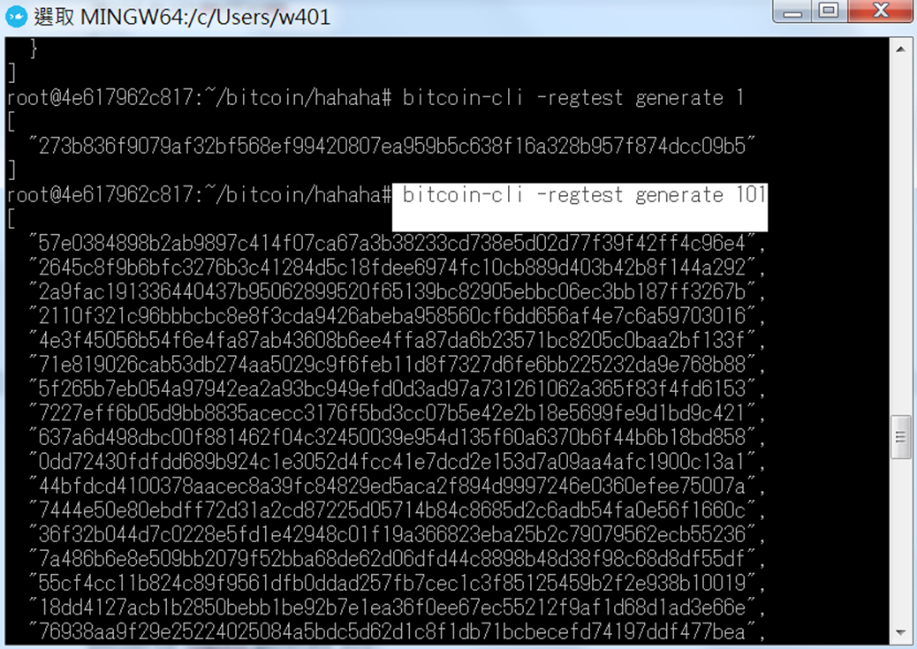 選取 MINGW64:/c/Users/w401
}
]
root@4e617962c817:~/bitcoin/hahaha# bitcoin-cli -regtest generate 1
[
"273b836f9079af32bf568ef99420807ea959b5c638f16a328b957f874dcc09b5"
]
root@4e617962c817:~/bitcoin/hahaha# bitcoin-cli -regtest generate 101
[
"57e0384898b2ab9897c414f07ca67a3b38233cd738e5d02d77f39f42ff4c96e4",
"2645c8f9b6bfc3276b3c41284d5c18fdee6974fc10cb889d403b42b8f144a292",
"2a9fac191336440437b95062899520f65139bc82905ebbc06ec3bb187ff3267b",
"2110f321c96bbbcbc8e8f3cda9426abeba958560cf6dd656af4e7c6a59703016",
"4e3f45056b54f6e4fa87ab43608b6ee4ffa87da6b23571bc8205c0baa2bf133f",
"71e819026cab53db274aa5029c9f6feb11d8f7327d6fe6bb225232da9e768b88",
"5f265b7eb054a97942ea2a93bc949efd0d3ad97a731261062a365f83f4fd6153",
"7227eff6b05d9bb8835acecc3176f5bd3cc07b5e42e2b18e5699fe9d1bd9c421",
"637a6d498dbc00f881462f04c32450039e954d135f60a6370b6f44b6b18bd858",
"0dd72430fdfdd689b924c1e3052d4fcc41e7dcd2e153d7a09aa4afc1900c13a1",
"44bfdcd4100378aacec8a39fc84829ed5aca2f894d9997246e0360efee75007a",
"7444e50e80ebdff72d31a2cd87225d05714b84c8685d2c6adb54fa0e56f1660c",
"36f32b044d7c0228e5fd1e42948c01f19a366823eba25b2c79079562ecb55236",
"7a486b6e8e509bb2079f52bba68de62d06dfd44c8898b48d38f98c68d8df55df",
"55cf4cc11b824c89f9561dfb0ddad257fb7cec1c3f85125459b2f2e938b10019",
"18dd4127acb1b2850bebb1be92b7e1ea36f0ee67ec55212f9af1d68d1ad3e66e",
"76938aa9f29e25224025084a5bdc5d62d1c8f1db71bcbecefd74197ddf477bea",